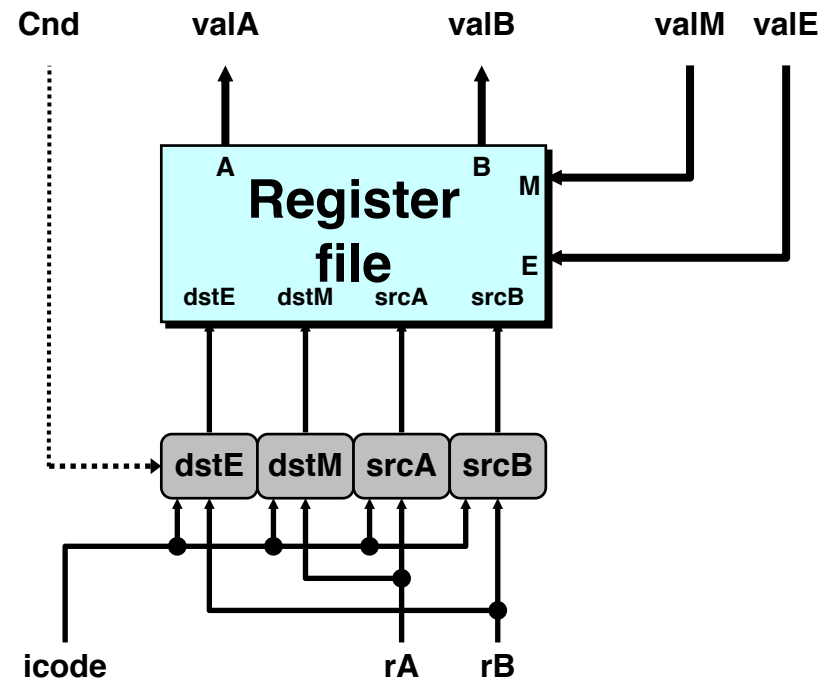 Cnd valA valB valM valE
A B
M
Register
file
E
dstE dstM srcA srcB
dstE dstM srcA srcB
icode rA rB